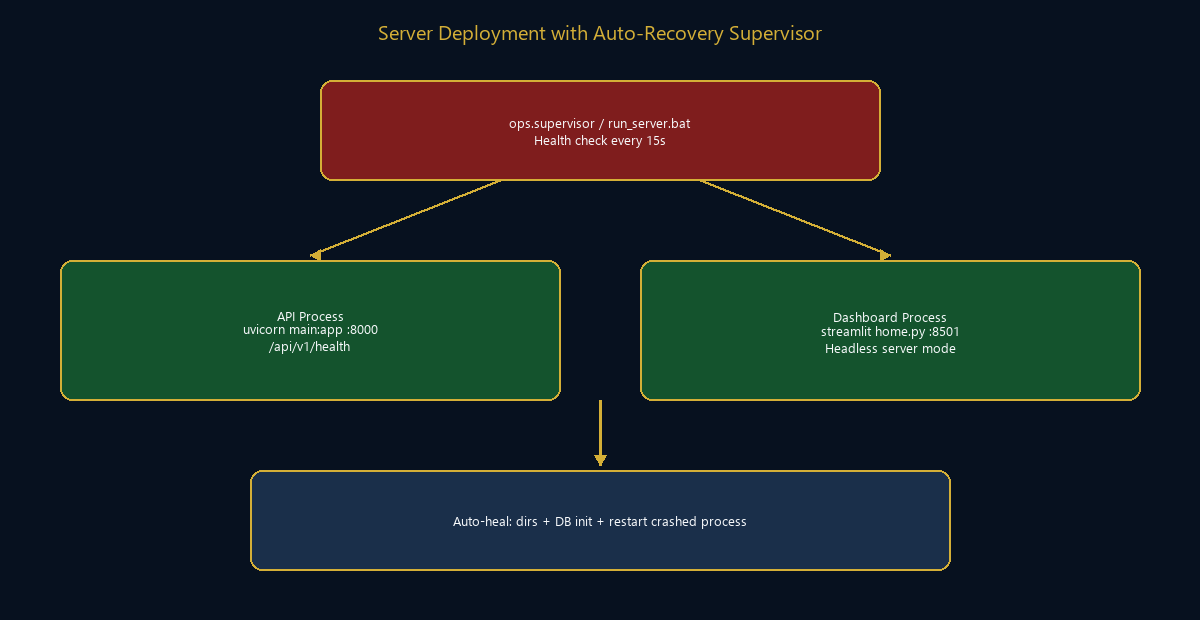 Server Deployment with Auto-Recovery Supervisor
ops.supervisor / run_server.bat
Health check every 15s
API Process
uvicorn main:app :8000
/api/v1/health
Dashboard Process
streamlit home.py :8501
Headless server mode
Auto-heal: dirs + DB init + restart crashed process